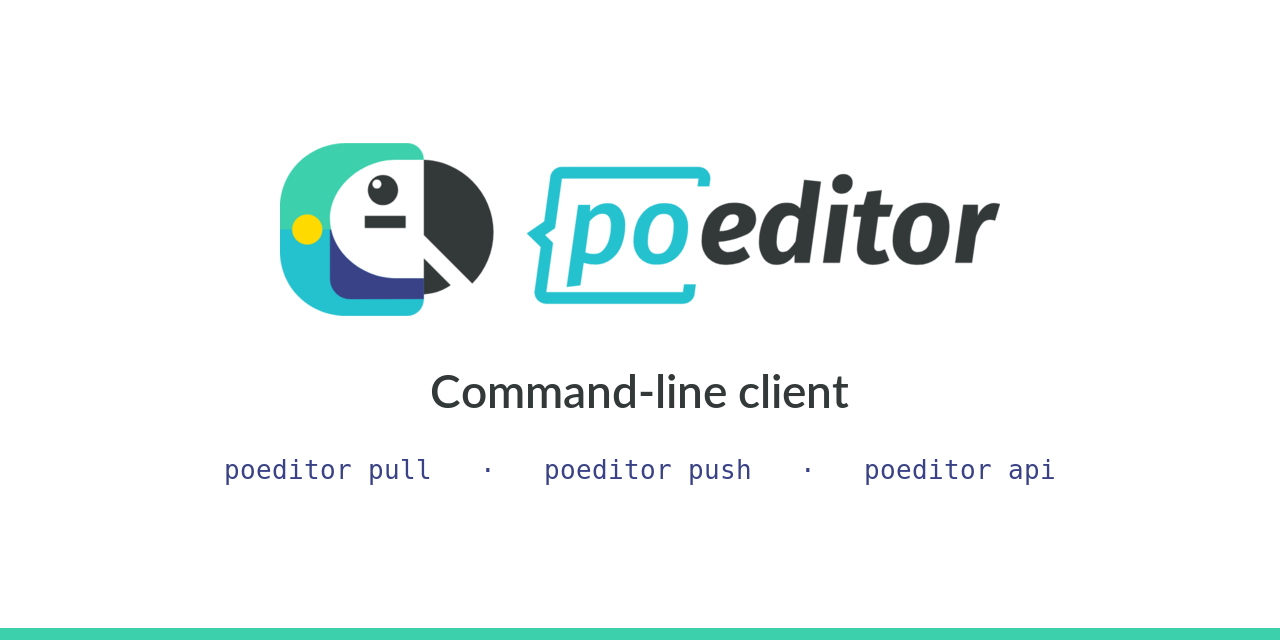 poeditor
Command-line client
poeditor pull · poeditor push · poeditor api